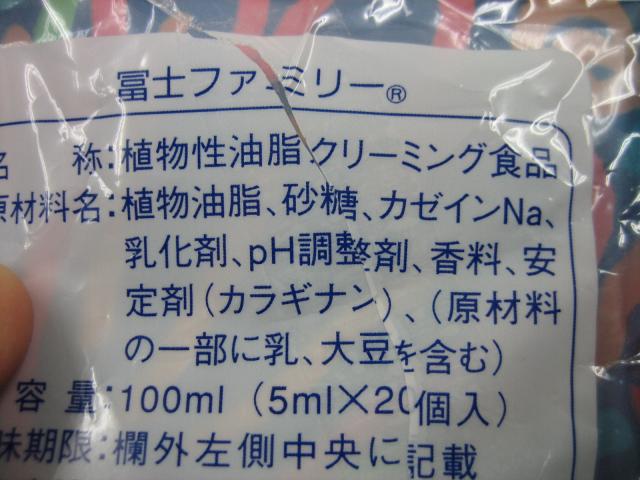 冨士ファミリー®
名 称:植物性油脂クリーミング食品
原材料名:植物油脂、砂糖、カゼインNa、
乳化剤、pH調整剤、香料、安
定剤(カラギナン)、(原材料
の一部に乳、大豆を含む)
容量:100ml(5ml×20個入)
味期限:欄外左側中央に記載